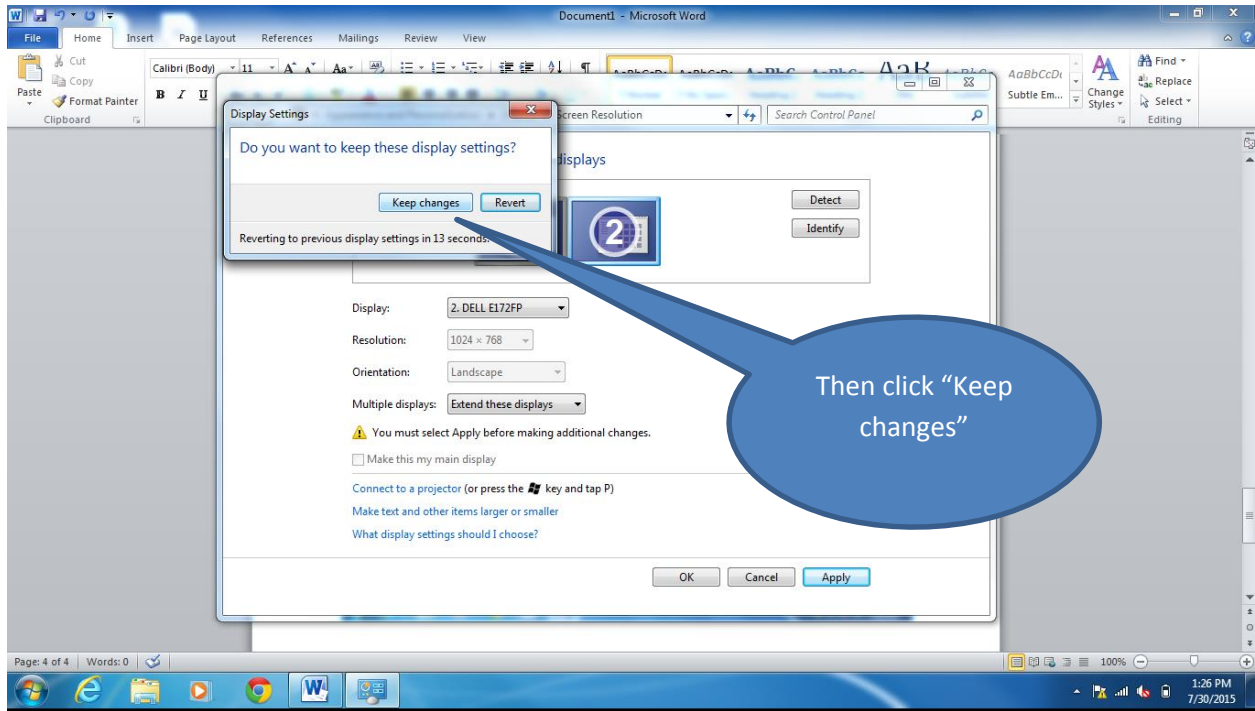 Document1 - Microsoft Word
File Home Insert Page Layout References Mailings Review View
Paste
Cut
Copy
Format Painter
Clipboard
Calibri (Body) 11 A A Aa
B I U
AaBbCcDc
Subtle Em...
Change Styles
Find
Replace
Select
Editing
Screen Resolution
Search Control Panel
Display Settings
Do you want to keep these display settings?
Keep changes Revert
Reverting to previous display settings in 13 seconds.
displays
2
Detect
Identify
Display: 2. DELL E172FP
Resolution: 1024 × 768
Orientation: Landscape
Multiple displays: Extend these displays
You must select Apply before making additional changes.
Make this my main display
Connect to a projector (or press the key and tap P)
Make text and other items larger or smaller
What display settings should I choose?
OK Cancel Apply
Then click “Keep
changes”
Page: 4 of 4 Words: 0
100%
1:26 PM
7/30/2015